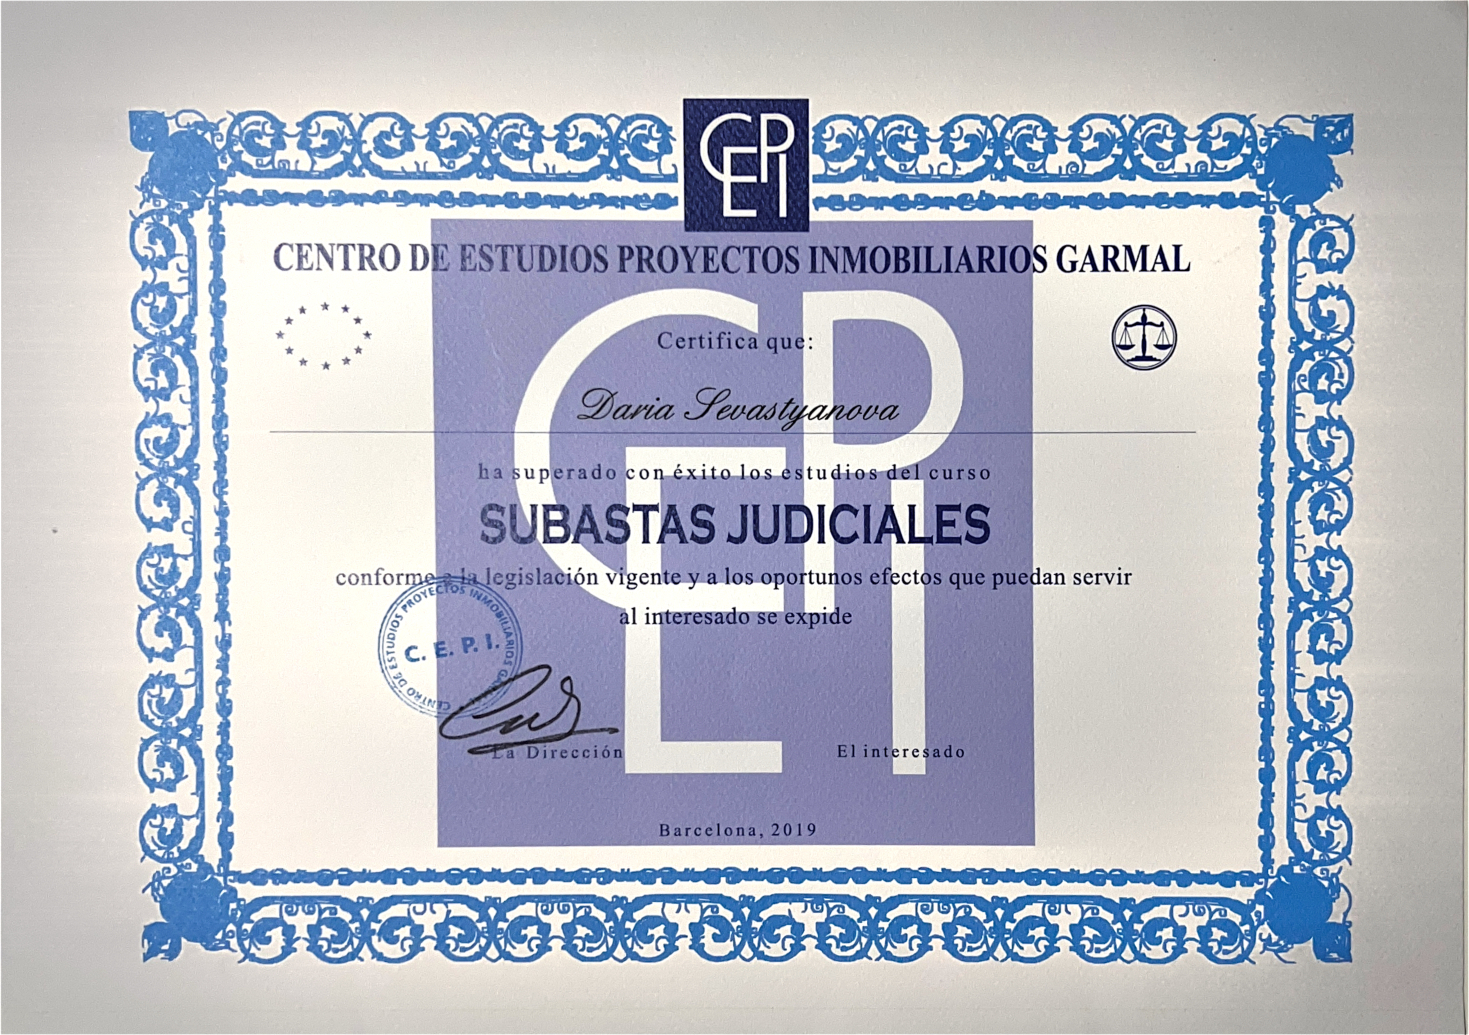 CEPI
CENTRO DE ESTUDIOS PROYECTOS INMOBILIARIOS GARMAL
Certifica que:
Daria Sevastyanova
ha superado con éxito los estudios del curso
SUBASTAS JUDICIALES
conforme a la legislación vigente y a los oportunos efectos que puedan servir
al interesado se expide
CENTRO DE ESTUDIOS PROYECTOS INMOBILIARIOS
C. E. P. I.
La Dirección
El interesado
Barcelona, 2019